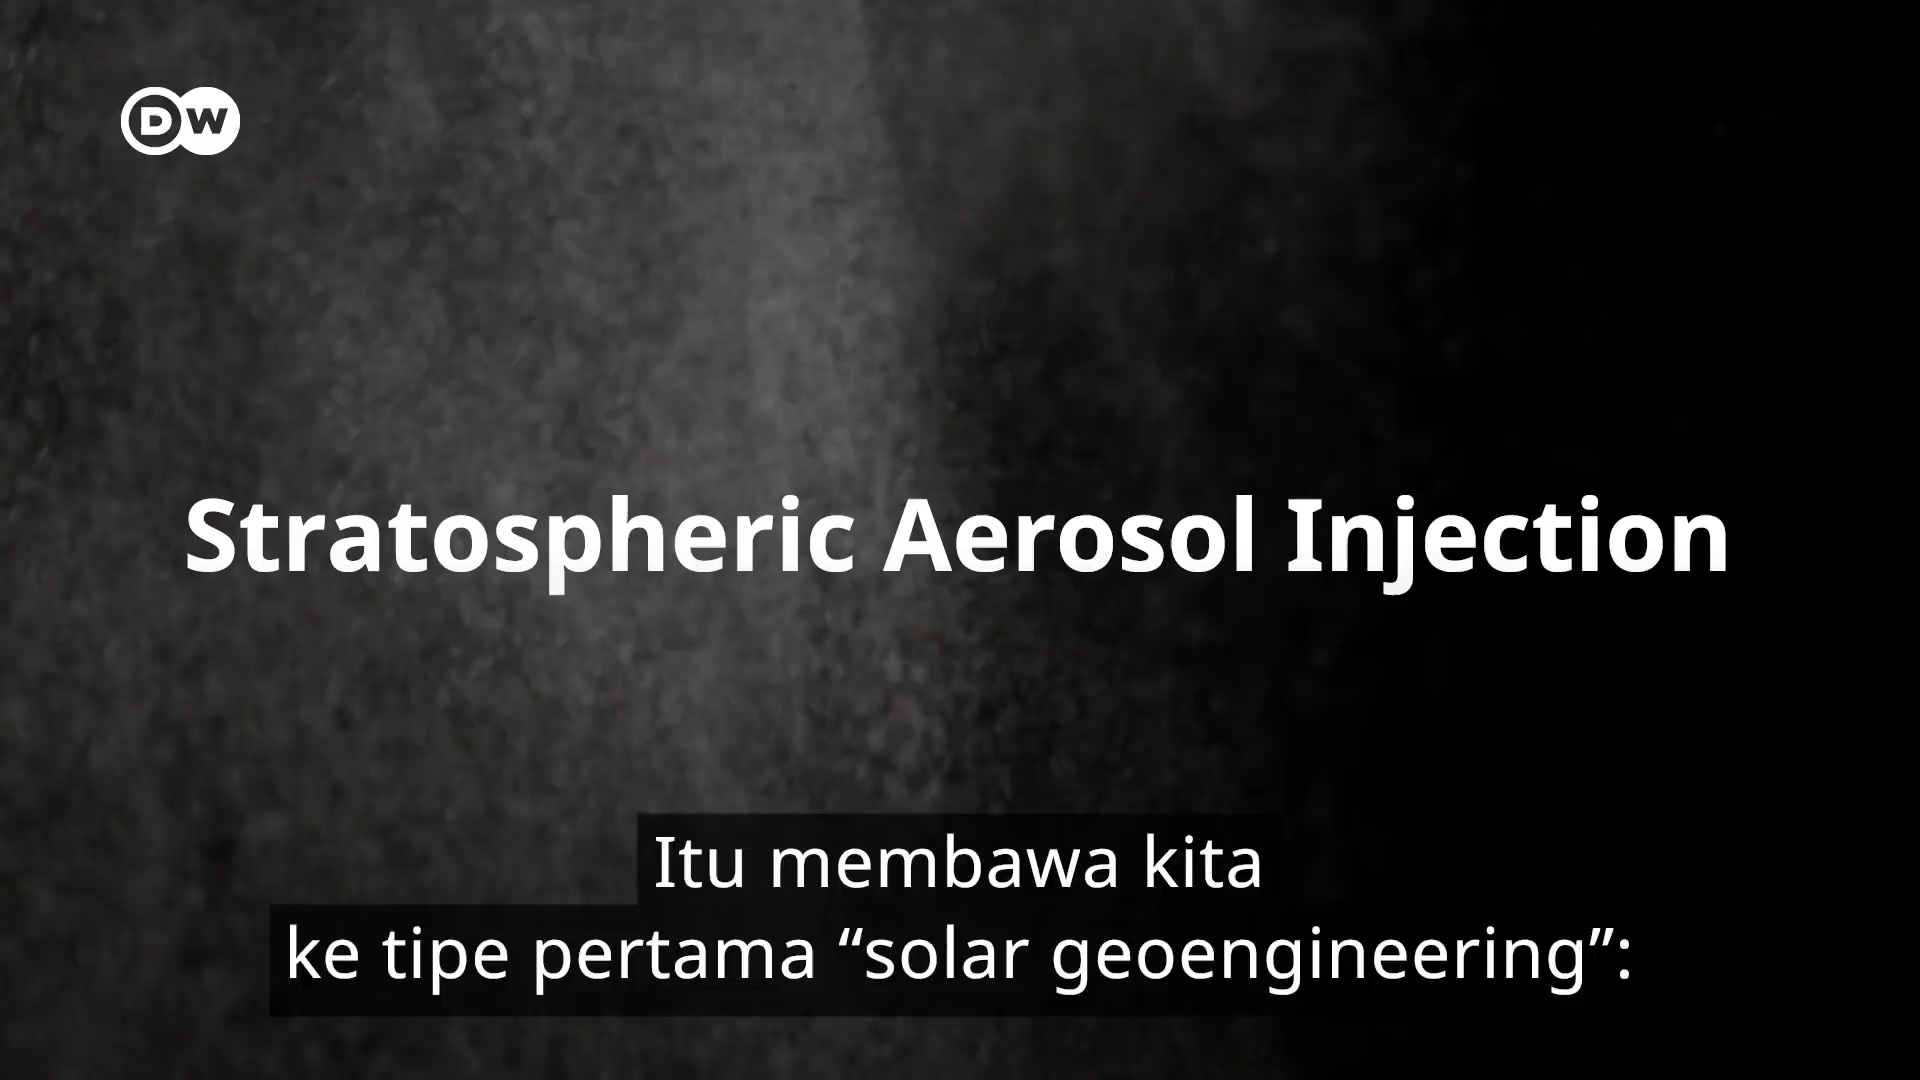 DW
Stratospheric Aerosol Injection
Itu membawa kita
ke tipe pertama “solar geoengineering”: